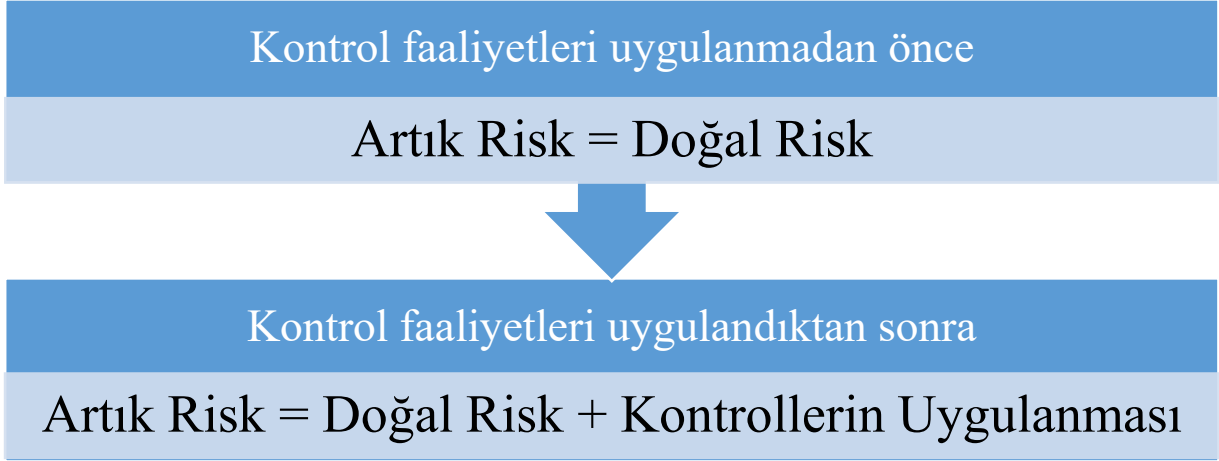 Kontrol faaliyetleri uygulanmadan önce
Artık Risk = Doğal Risk
Kontrol faaliyetleri uygulandıktan sonra
Artık Risk = Doğal Risk + Kontrollerin Uygulanması